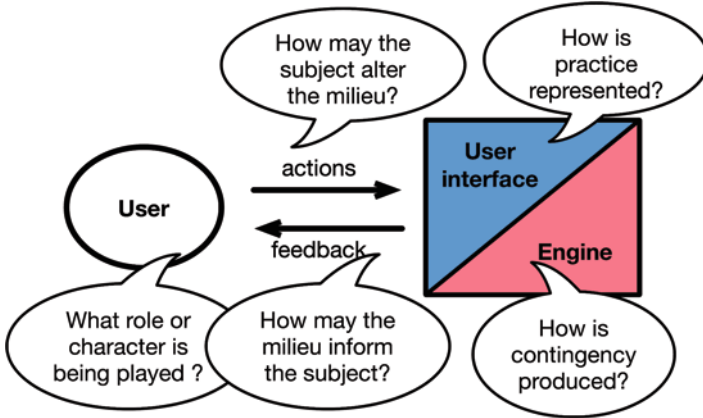 How may the
subject alter
the milieu?
How is
practice
represented?
actions
User
interface
User
feedback
Engine
What role or
character is
being played ?
How may the
milieu inform
the subject?
How is
contingency
produced?